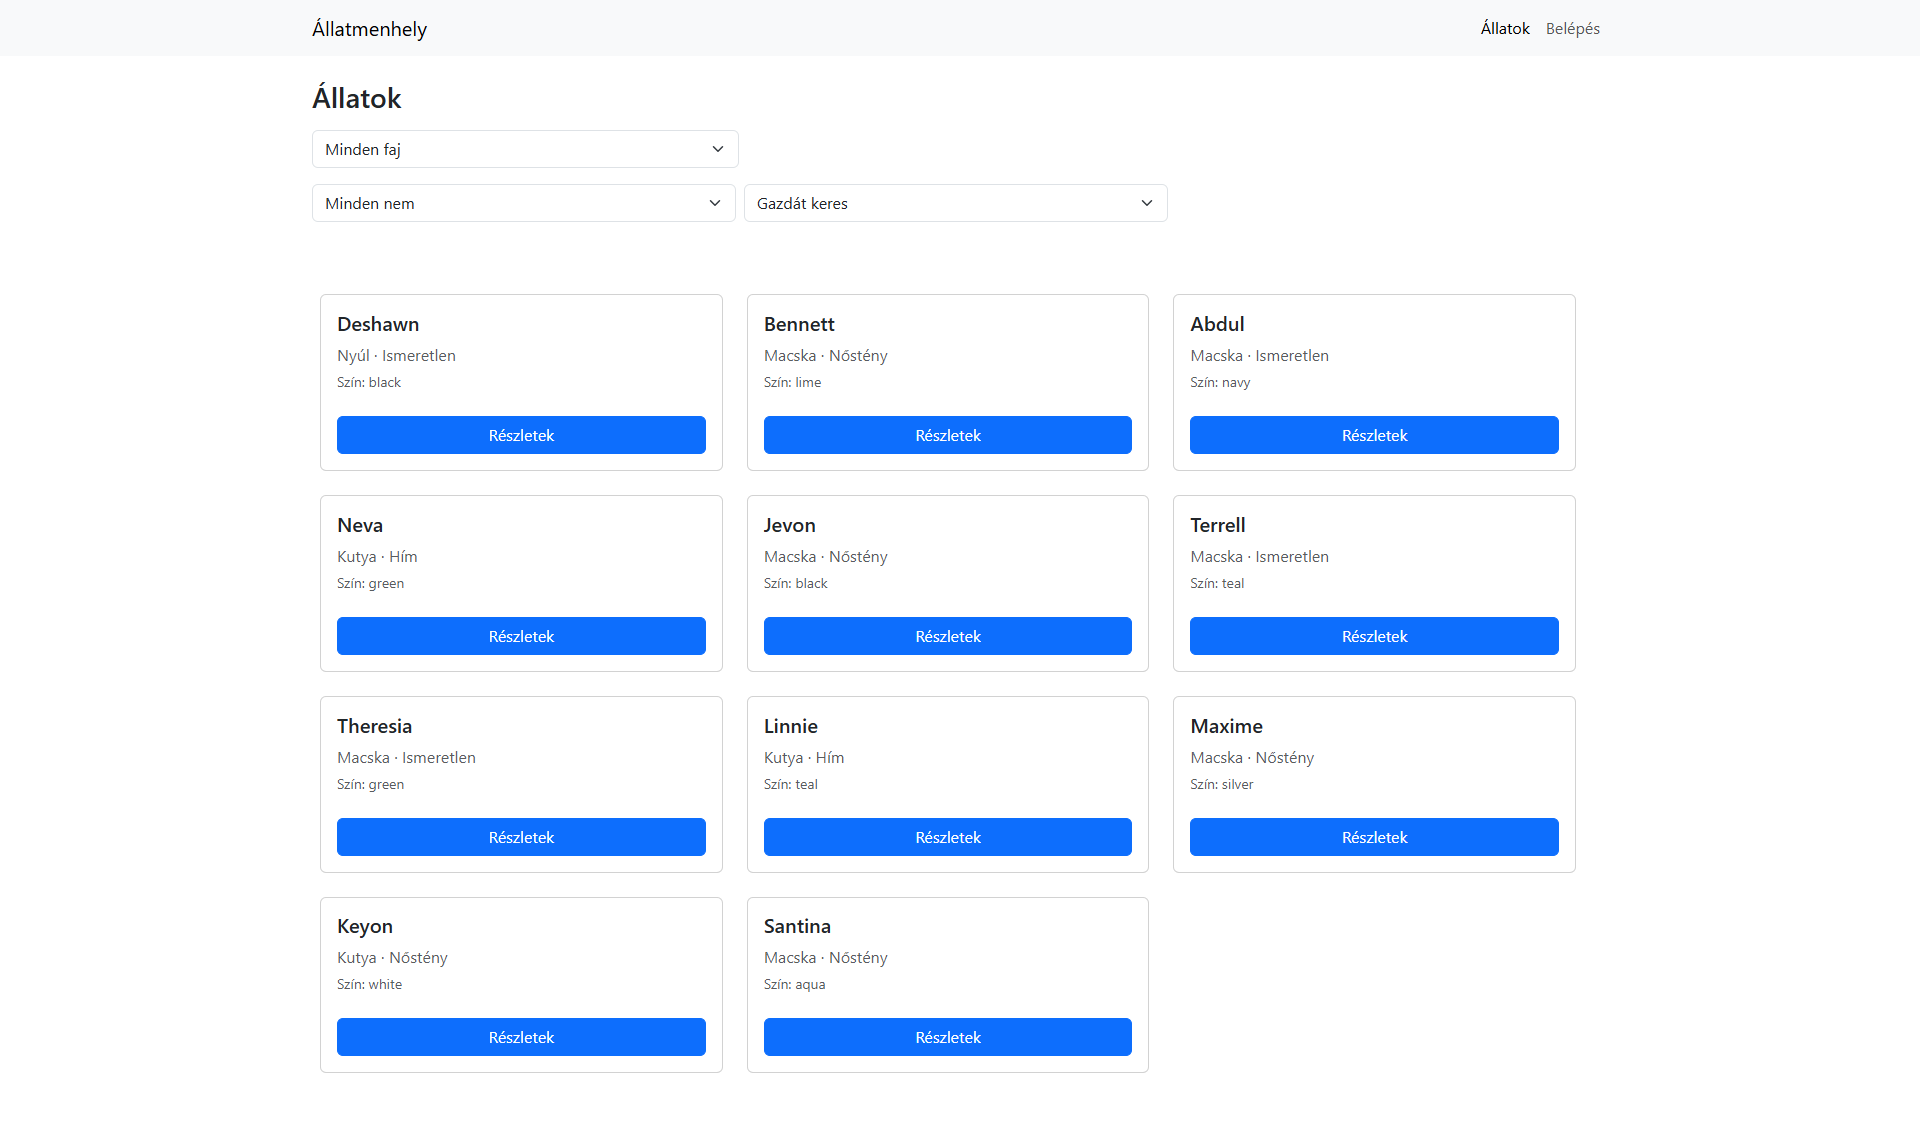 Állatmenhely
Állatok Belépés
Állatok
Minden faj
Minden nem Gazdát keres
Deshawn
Nyúl · Ismeretlen
Szín: black
Részletek
Bennett
Macska · Nőstény
Szín: lime
Részletek
Abdul
Macska · Ismeretlen
Szín: navy
Részletek
Neva
Kutya · Hím
Szín: green
Részletek
Jevon
Macska · Nőstény
Szín: black
Részletek
Terrell
Macska · Ismeretlen
Szín: teal
Részletek
Theresia
Macska · Ismeretlen
Szín: green
Részletek
Linnie
Kutya · Hím
Szín: teal
Részletek
Maxime
Macska · Nőstény
Szín: silver
Részletek
Keyon
Kutya · Nőstény
Szín: white
Részletek
Santina
Macska · Nőstény
Szín: aqua
Részletek